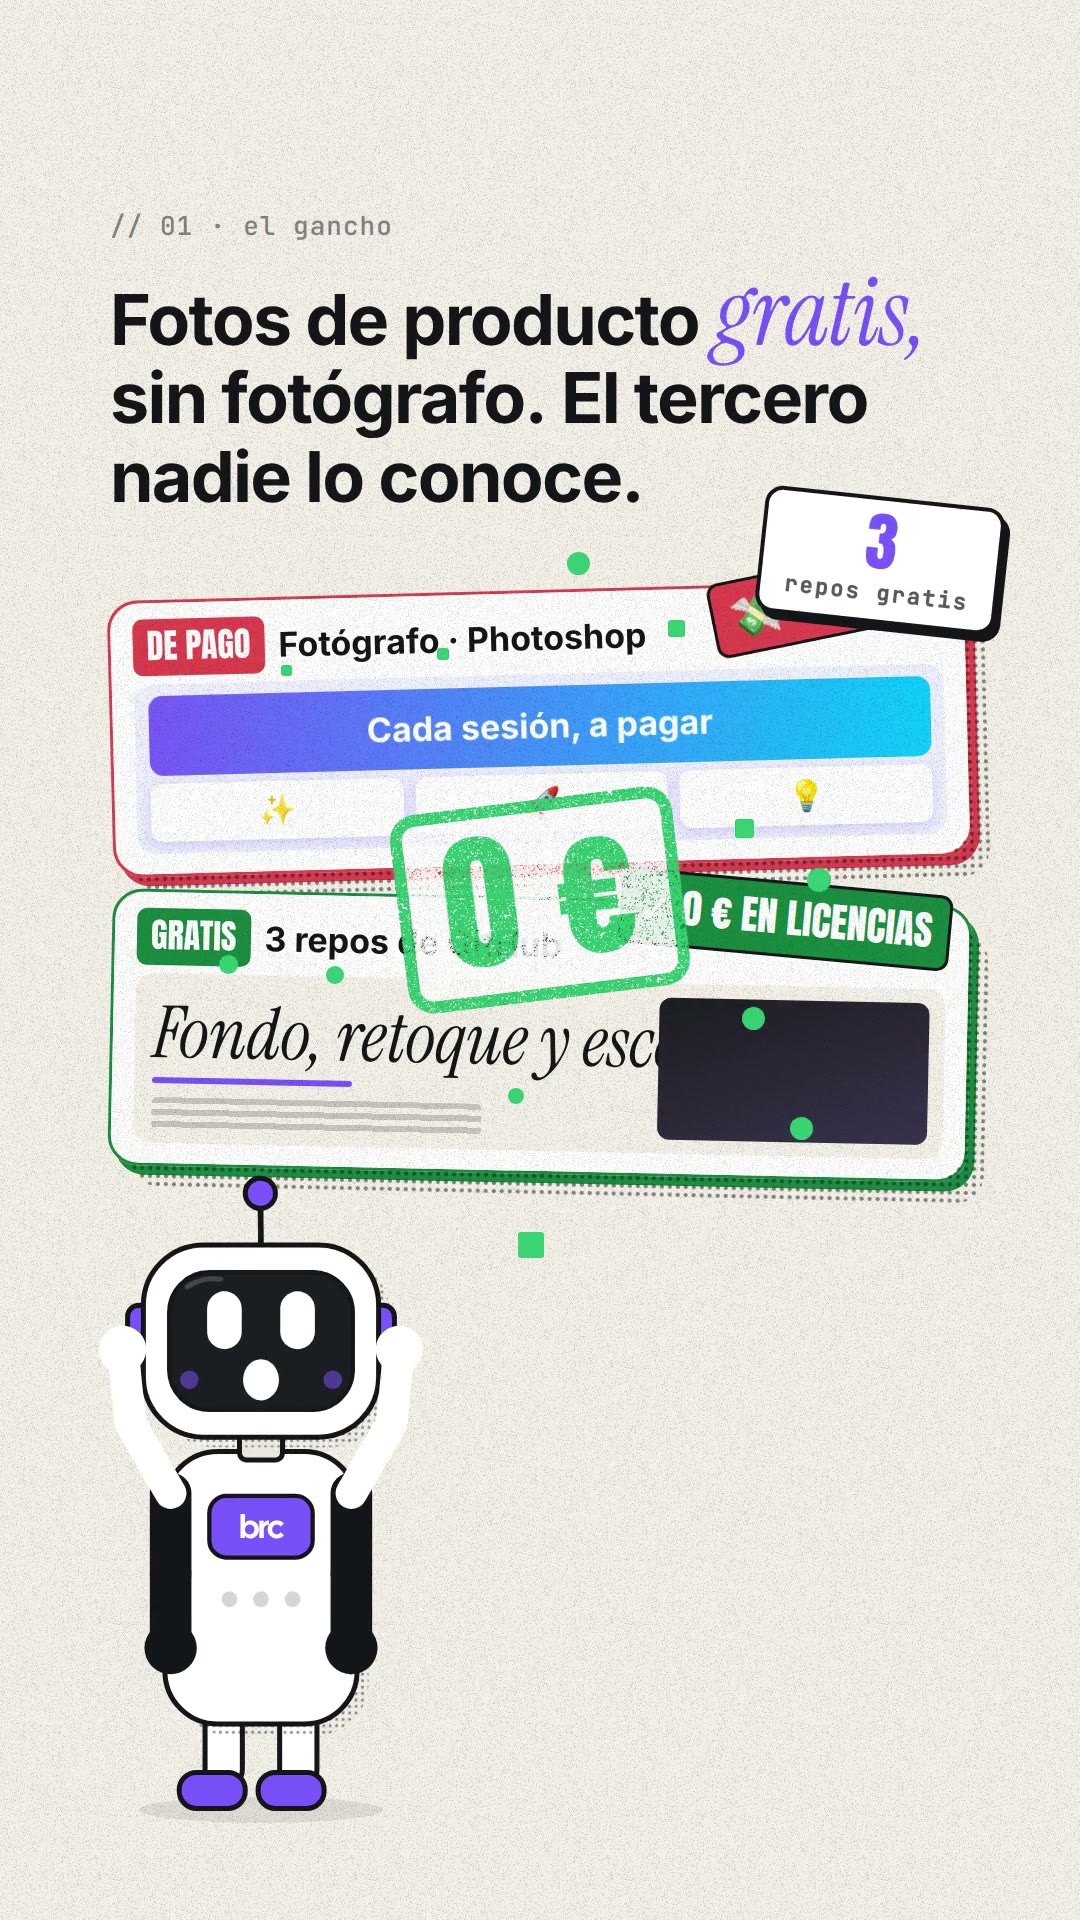 // 01 · el gancho
Fotos de producto gratis,
sin fotógrafo. El tercero
nadie lo conoce.
3
repos gratis
DE PAGO
Fotógrafo · Photoshop
Cada sesión, a pagar
0 €
0 € EN LICENCIAS
GRATIS
3 repos de
Fondo, retoque y
brc